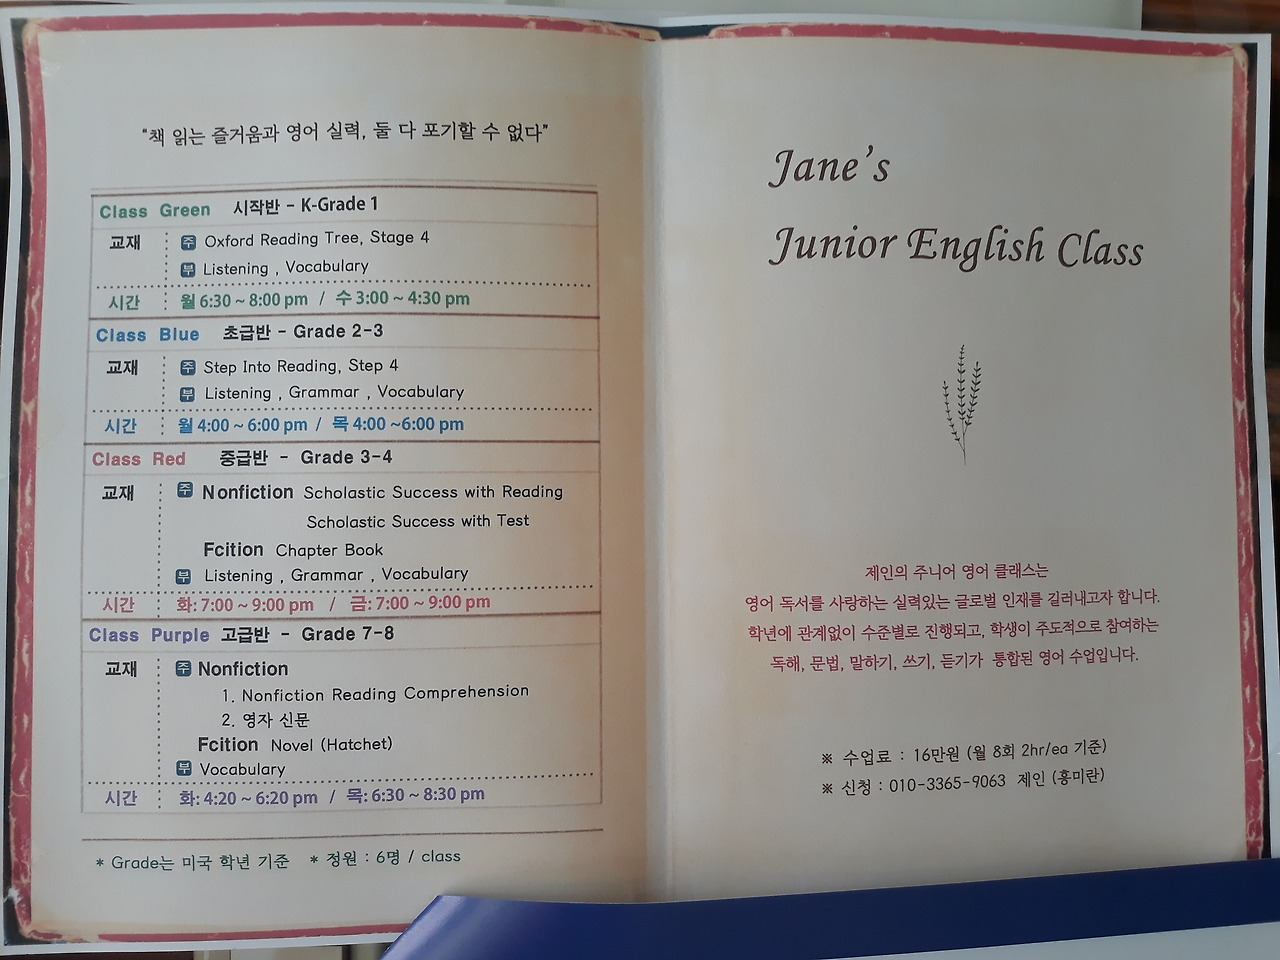 "책 읽는 즐거움과 영어 실력, 둘 다 포기할 수 없다"
Class Green 시작반 - K-Grade 1
교재 주 Oxford Reading Tree, Stage 4
부 Listening , Vocabulary
시간 월 6:30 ~ 8:00 pm / 수 3:00 ~ 4:30 pm
Class Blue 초급반 - Grade 2-3
교재 주 Step Into Reading, Step 4
부 Listening , Grammar , Vocabulary
시간 월 4:00 ~ 6:00 pm / 목 4:00 ~6:00 pm
Class Red 중급반 - Grade 3-4
교재 주 Nonfiction Scholastic Success with Reading
Scholastic Success with Test
Fcition Chapter Book
부 Listening , Grammar , Vocabulary
시간 화: 7:00 ~ 9:00 pm / 금: 7:00 ~ 9:00 pm
Class Purple 고급반 - Grade 7-8
교재 주 Nonfiction
1. Nonfiction Reading Comprehension
2. 영자 신문
Fcition Novel (Hatchet)
부 Vocabulary
시간 화: 4:20 ~ 6:20 pm / 목: 6:30 ~ 8:30 pm
* Grade는 미국 학년 기준 * 정원 : 6명 / class
Jane's
Junior English Class
제인의 주니어 영어 클래스는
영어 독서를 사랑하는 실력있는 글로벌 인재를 길러내고자 합니다.
학년에 관계없이 수준별로 진행되고, 학생이 주도적으로 참여하는
독해, 문법, 말하기, 쓰기, 듣기가 통합된 영어 수업입니다.
※ 수업료 : 16만원 (월 8회 2hr/ea 기준)
※ 신청 : 010-3365-9063 제인 (홍미란)